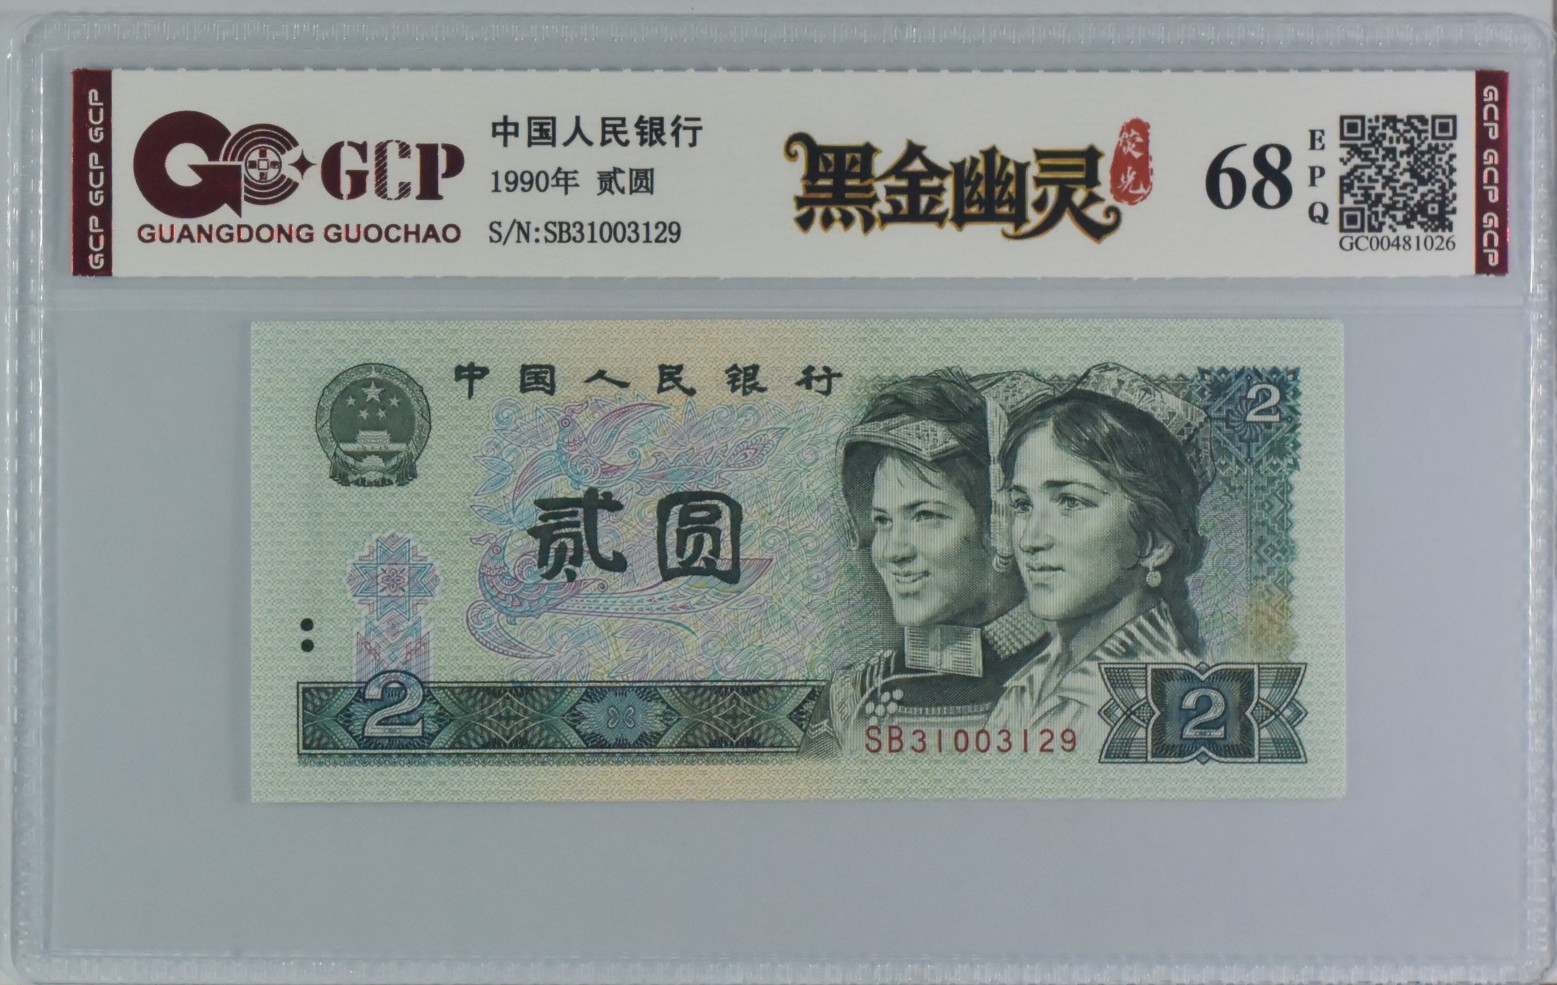 GCP GCP GCP
GCP
GUANGDONG GUOCHAO
中国人民银行
1990年 贰圆
S/N:SB31003129
黑金幽灵
荧光
68
EPQ
GC00481026
GCP GCP GCP
中国人民银行
2
贰圆
2
SB31003129
2